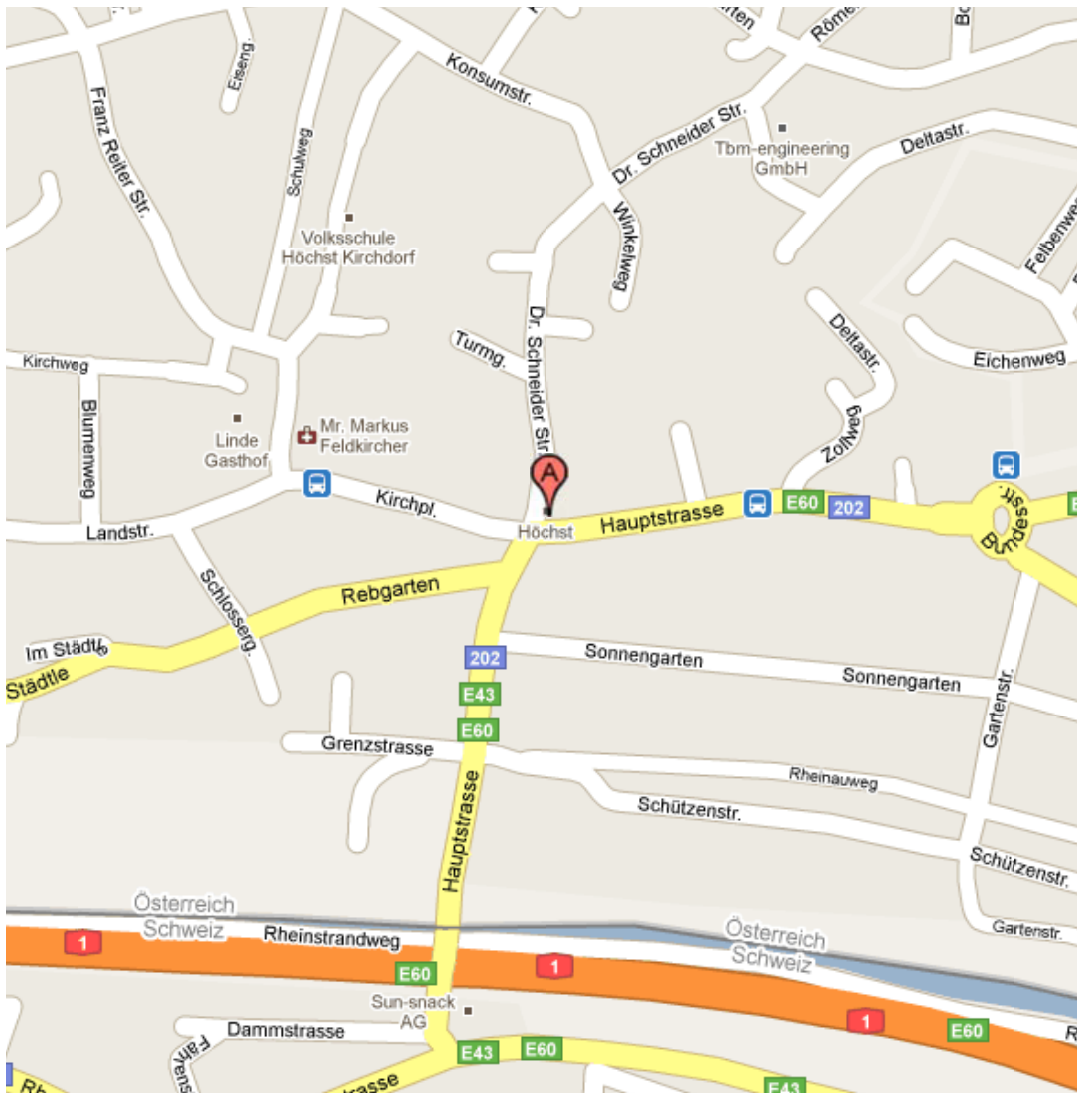 Eiseng.
Konsumstr.
Franz Reiter Str.
Schulweg
Dr. Schneider Str.
Tbm-engineering
GmbH
Deltastr.
Volksschule
Höchst Kirchdorf
Winkelweg
Felbenweg
Turmg.
Dr. Schneider Str.
Deltastr.
Eichenweg
Kirchweg
Blumenweg
Linde
Gasthof
Mr. Markus
Feldkircher
Zollweg
A
Kirchpl.
Landstr.
Höchst
Hauptstrasse
E60
202
Bundesstr.
Schlosserg.
Rebgarten
Im Städtle
Städtle
202
Sonnengarten
Sonnengarten
E43
Gartenstr.
E60
Grenzstrasse
Rheinauweg
Schützenstr.
Hauptstrasse
Schützenstr.
Österreich
Schweiz
Rheinstrandweg
Österreich
Schweiz
Gartenstr.
1
E60
1
Sun-snack
AG
1
E60
Dammstrasse
E43
E60
E43